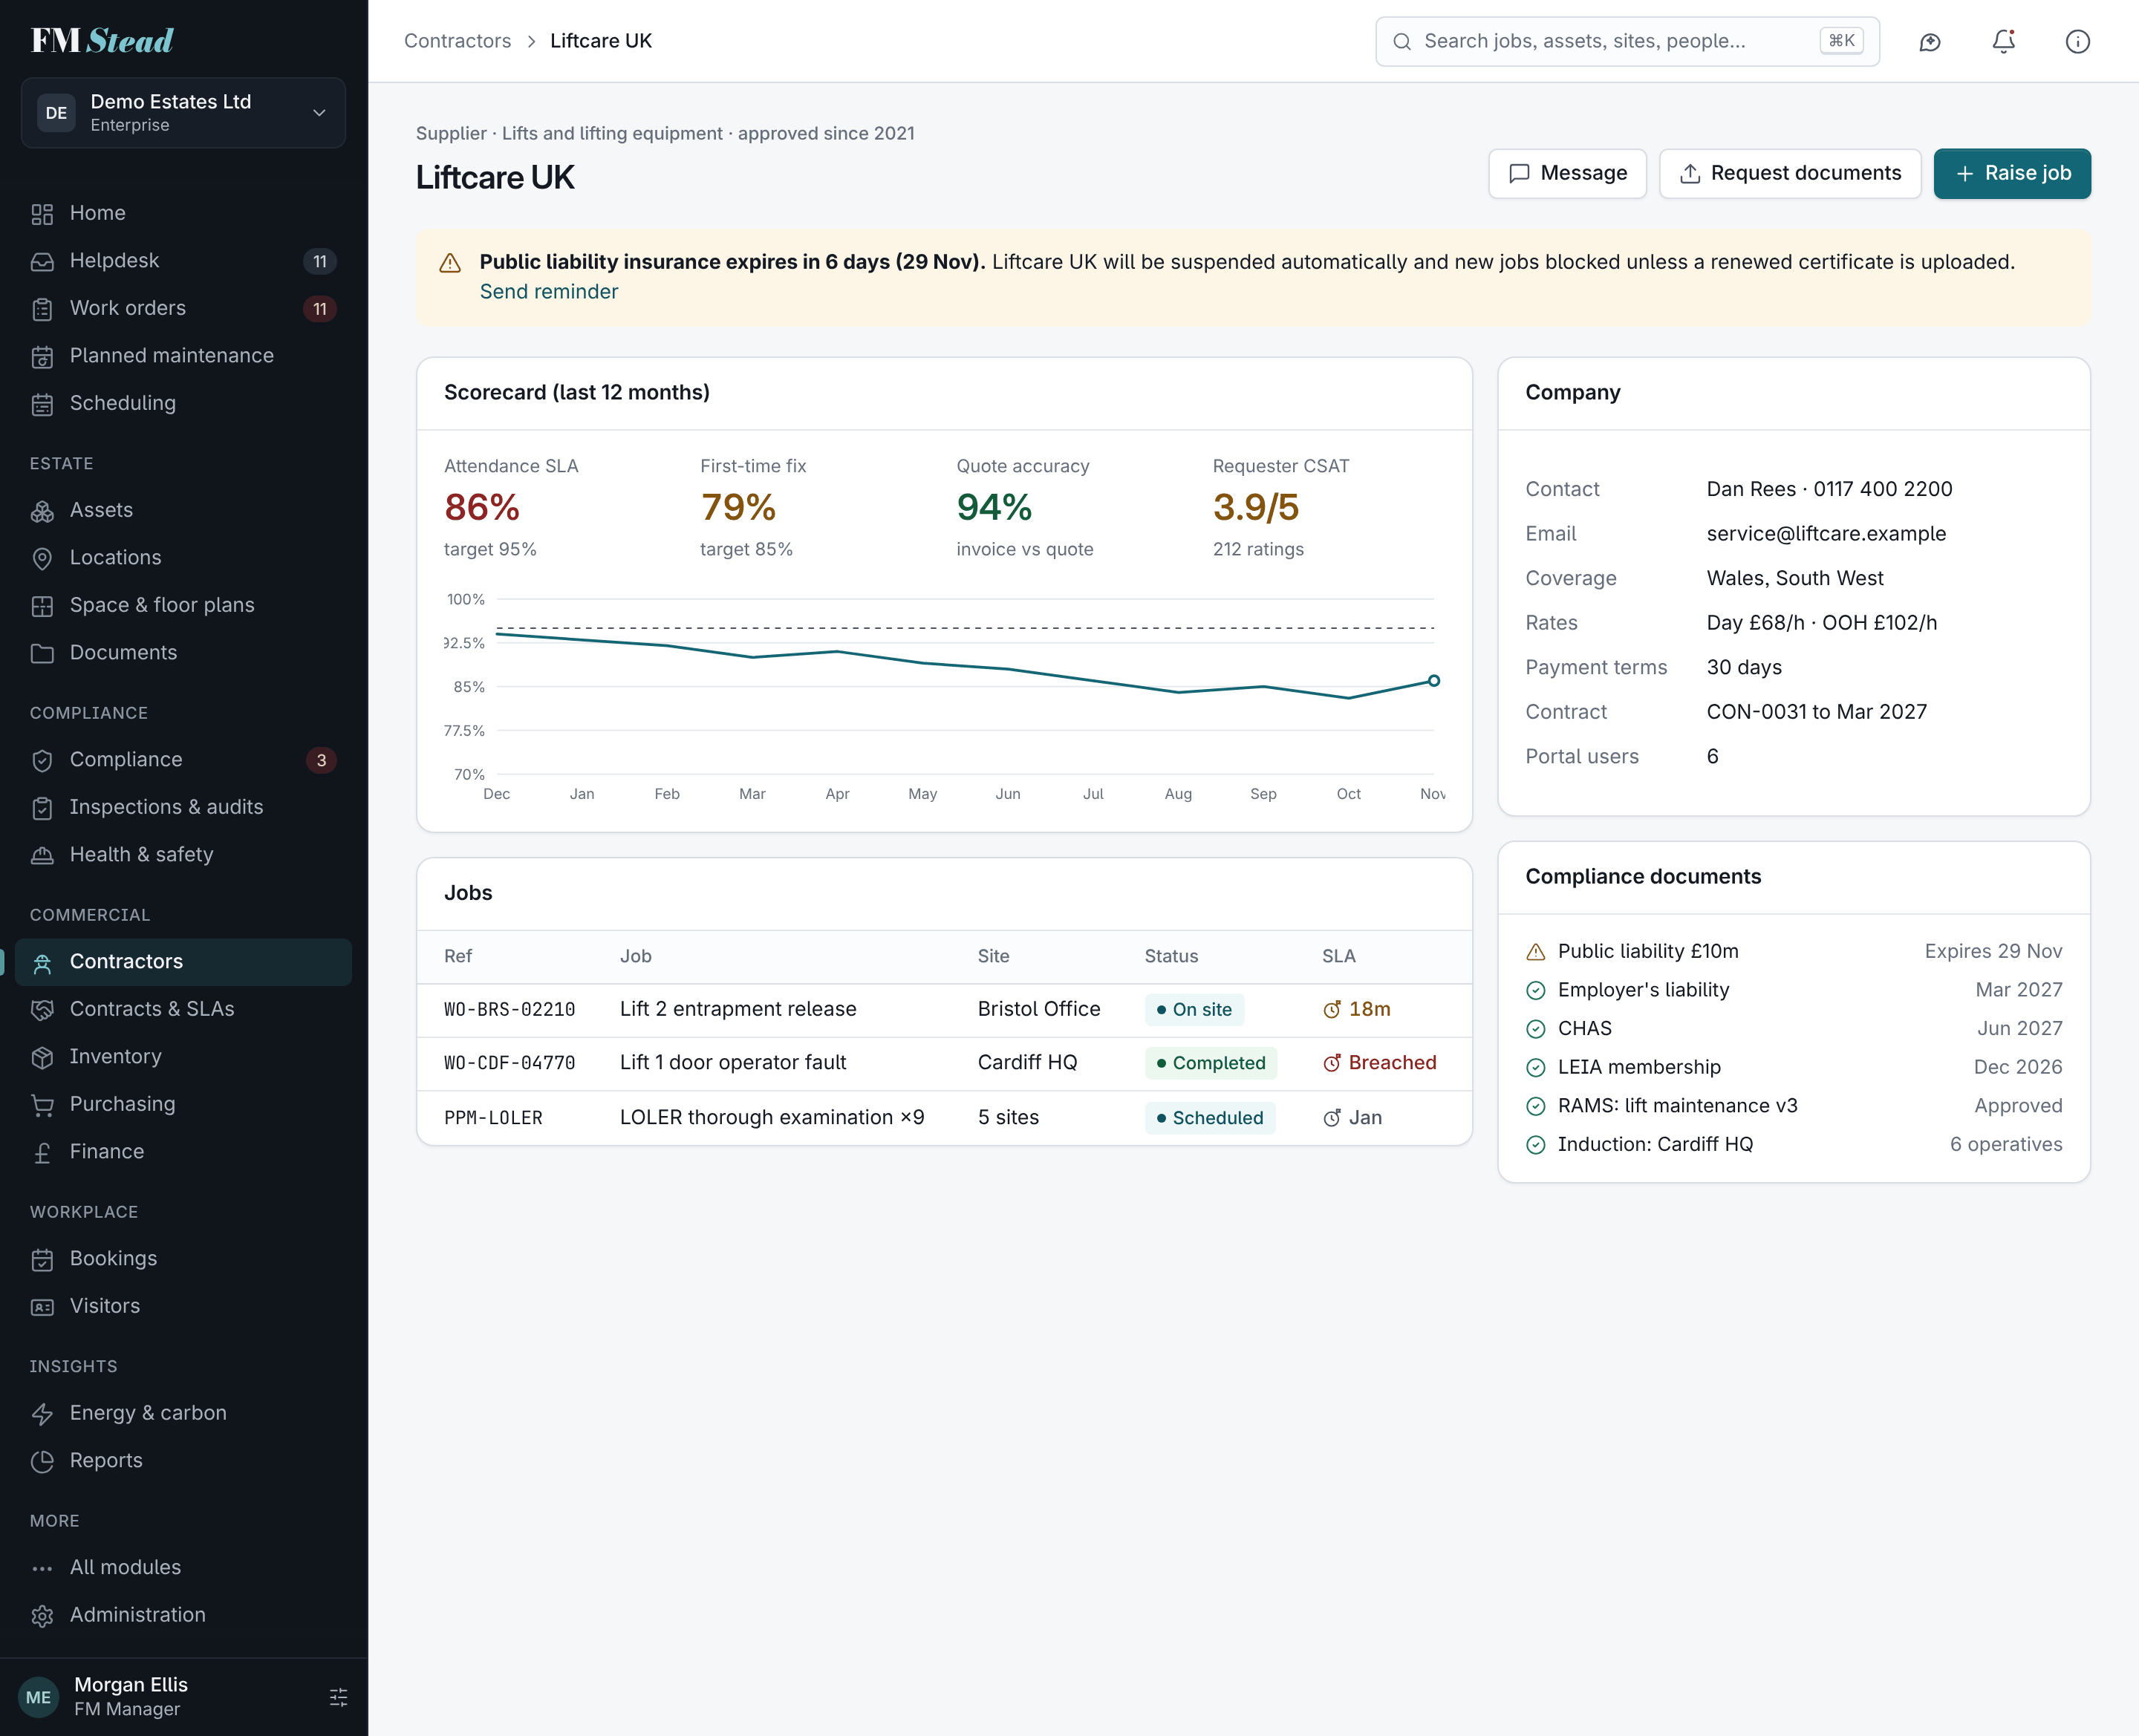 FM Stead
DE
Demo Estates Ltd
Enterprise
Home
Helpdesk 11
Work orders 11
Planned maintenance
Scheduling
ESTATE
Assets
Locations
Space & floor plans
Documents
COMPLIANCE
Compliance 3
Inspections & audits
Health & safety
COMMERCIAL
Contractors
Contracts & SLAs
Inventory
Purchasing
Finance
WORKPLACE
Bookings
Visitors
INSIGHTS
Energy & carbon
Reports
MORE
All modules
Administration
ME
Morgan Ellis
FM Manager
Contractors > Liftcare UK
Search jobs, assets, sites, people... ⌘K
Supplier · Lifts and lifting equipment · approved since 2021
Liftcare UK
Message
Request documents
+ Raise job
Public liability insurance expires in 6 days (29 Nov). Liftcare UK will be suspended automatically and new jobs blocked unless a renewed certificate is uploaded.
Send reminder
Scorecard (last 12 months)
Attendance SLA
86%
target 95%
First-time fix
79%
target 85%
Quote accuracy
94%
invoice vs quote
Requester CSAT
3.9/5
212 ratings
100%
92.5%
85%
77.5%
70%
Dec Jan Feb Mar Apr May Jun Jul Aug Sep Oct Nov
Jobs
Ref Job Site Status SLA
WO-BRS-02210 Lift 2 entrapment release Bristol Office On site 18m
WO-CDF-04770 Lift 1 door operator fault Cardiff HQ Completed Breached
PPM-LOLER LOLER thorough examination ×9 5 sites Scheduled Jan
Company
Contact Dan Rees · 0117 400 2200
Email service@liftcare.example
Coverage Wales, South West
Rates Day £68/h · OOH £102/h
Payment terms 30 days
Contract CON-0031 to Mar 2027
Portal users 6
Compliance documents
Public liability £10m Expires 29 Nov
Employer's liability Mar 2027
CHAS Jun 2027
LEIA membership Dec 2026
RAMS: lift maintenance v3 Approved
Induction: Cardiff HQ 6 operatives